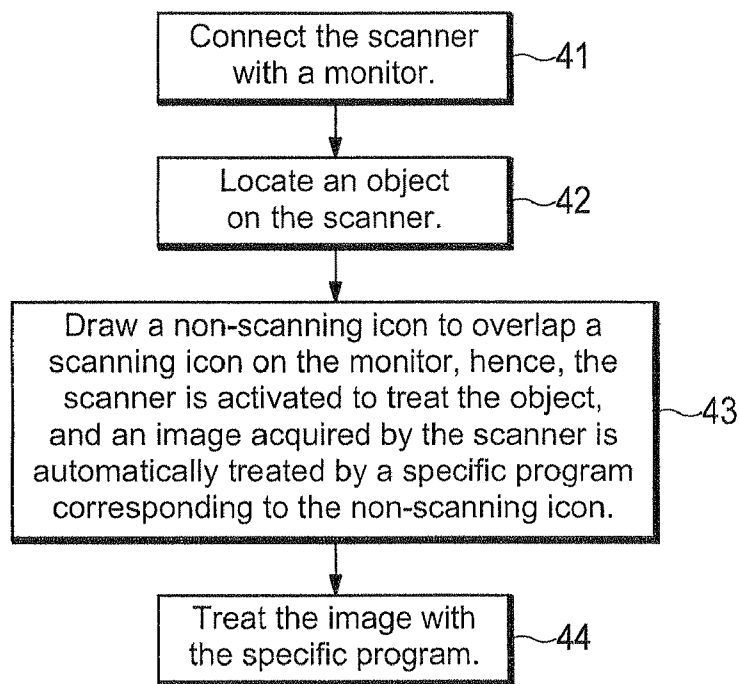 Connect the scanner
with a monitor.
41
Locate an object
on the scanner.
42
Draw a non-scanning icon to overlap a
scanning icon on the monitor, hence, the
scanner is activated to treat the object,
and an image acquired by the scanner is
automatically treated by a specific program
corresponding to the non-scanning icon.
43
Treat the image with
the specific program.
44